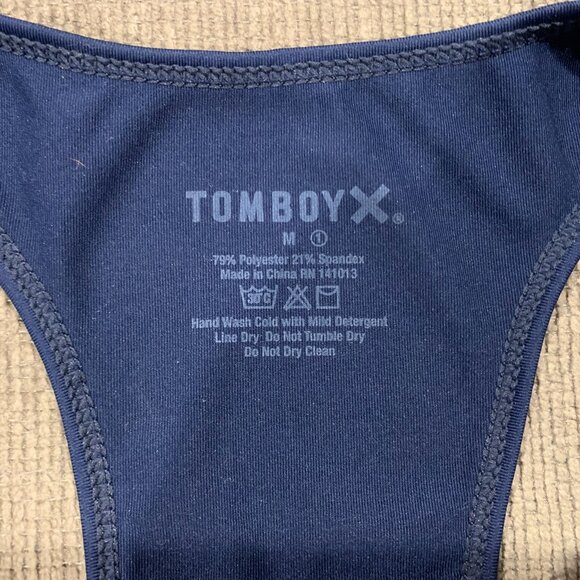 TOMBOYX®
M 1
79% Polyester 21% Spandex
Made in China RN 141013
30 C
Hand Wash Cold with Mild Detergent
Line Dry Do Not Tumble Dry
Do Not Dry Clean